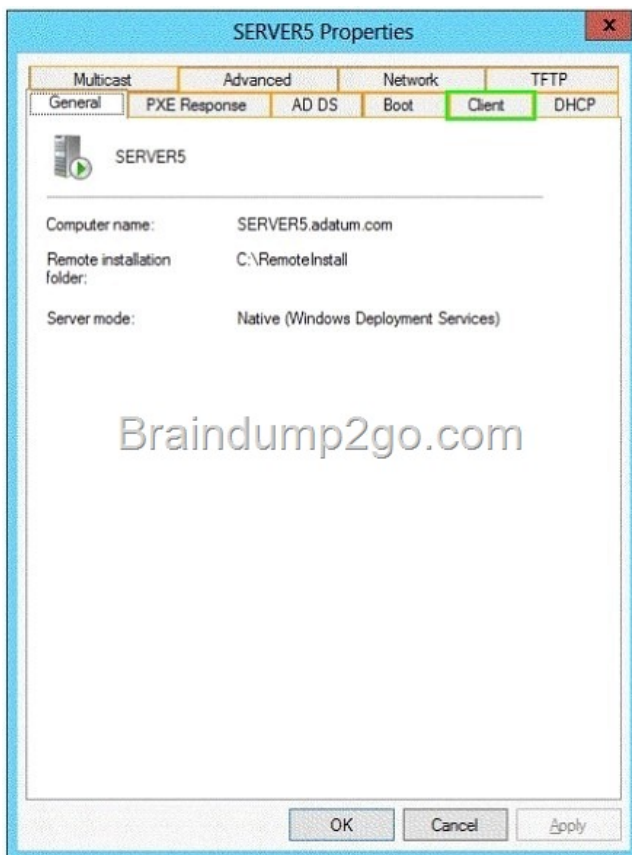 SERVER5 Properties
x
Multicast Advanced Network TFTP
General PXE Response AD DS Boot Client DHCP
SERVER5
Computer name: SERVER5.adatum.com
Remote installation folder: C:\RemoteInstall
Server mode: Native (Windows Deployment Services)
Braindump2go.com
OK Cancel Apply